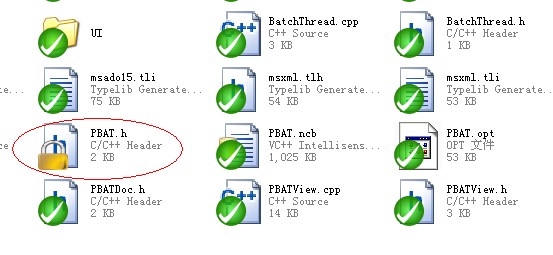 UI
BatchThread.cpp
C++ Source
3 KB
BatchThread.h
C/C++ Header
1 KB
msado15.tli
Typelib Generate...
75 KB
msxml.tlh
Typelib Generate...
54 KB
msxml.tli
Typelib Generate...
53 KB
PBAT.h
C/C++ Header
2 KB
PBAT.ncb
VC++ Intellisens...
1,025 KB
PBAT.opt
OPT 文件
53 KB
PBATDoc.h
C/C++ Header
2 KB
PBATView.cpp
C++ Source
14 KB
PBATView.h
C/C++ Header
3 KB